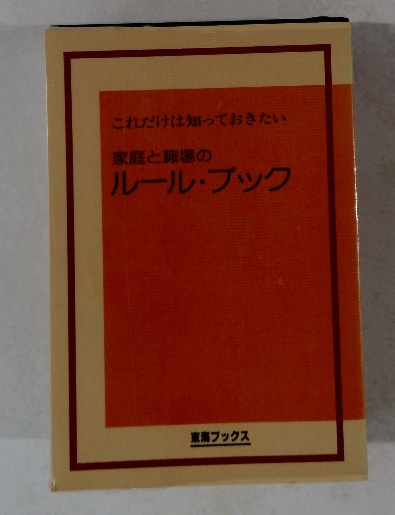 これだけは知っておきたい
家庭と職場の
ルール・ブック
東海ブックス